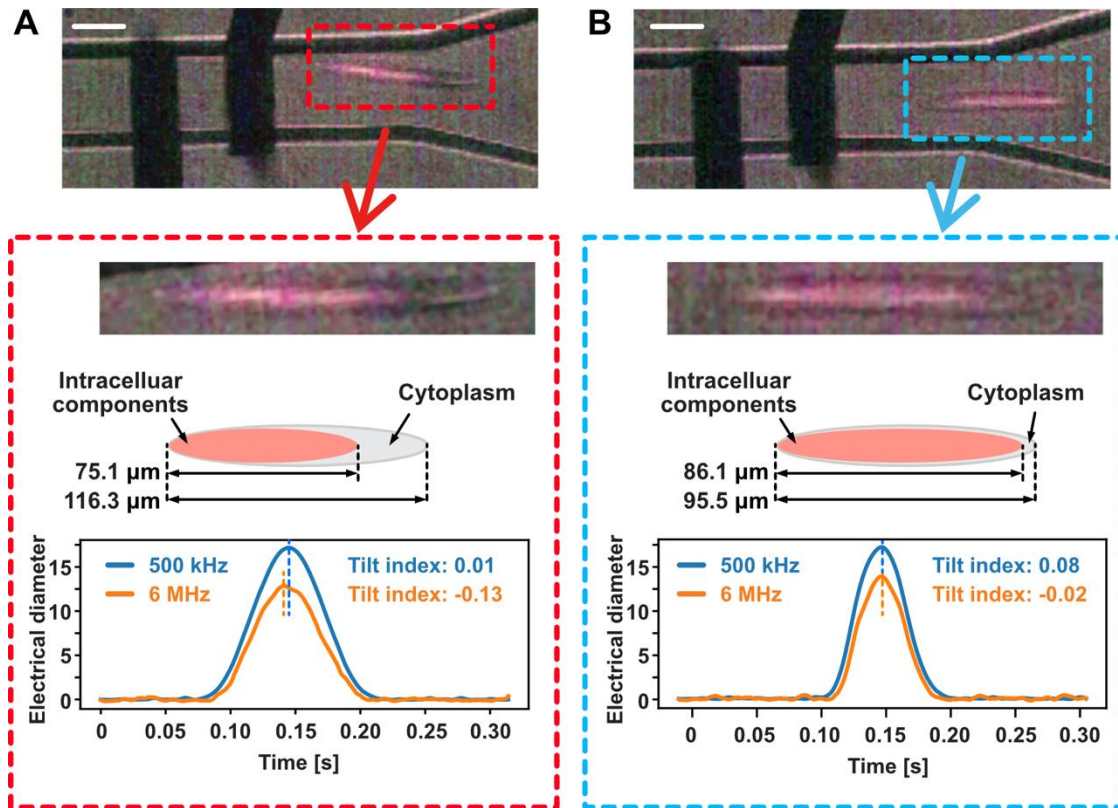 A
Intracelluar
components
Cytoplasm
75.1 µm
116.3 µm
500 kHz
Tilt index: 0.01
6 MHz
Tilt index: -0.13
Electrical diameter
15
10
5
0
0
0.05
0.10
0.15
0.20
0.25
0.30
Time [s]
B
Intracelluar
components
Cytoplasm
86.1 µm
95.5 µm
500 kHz
Tilt index: 0.08
6 MHz
Tilt index: -0.02
Electrical diameter
15
10
5
0
0
0.05
0.10
0.15
0.20
0.25
0.30
Time [s]